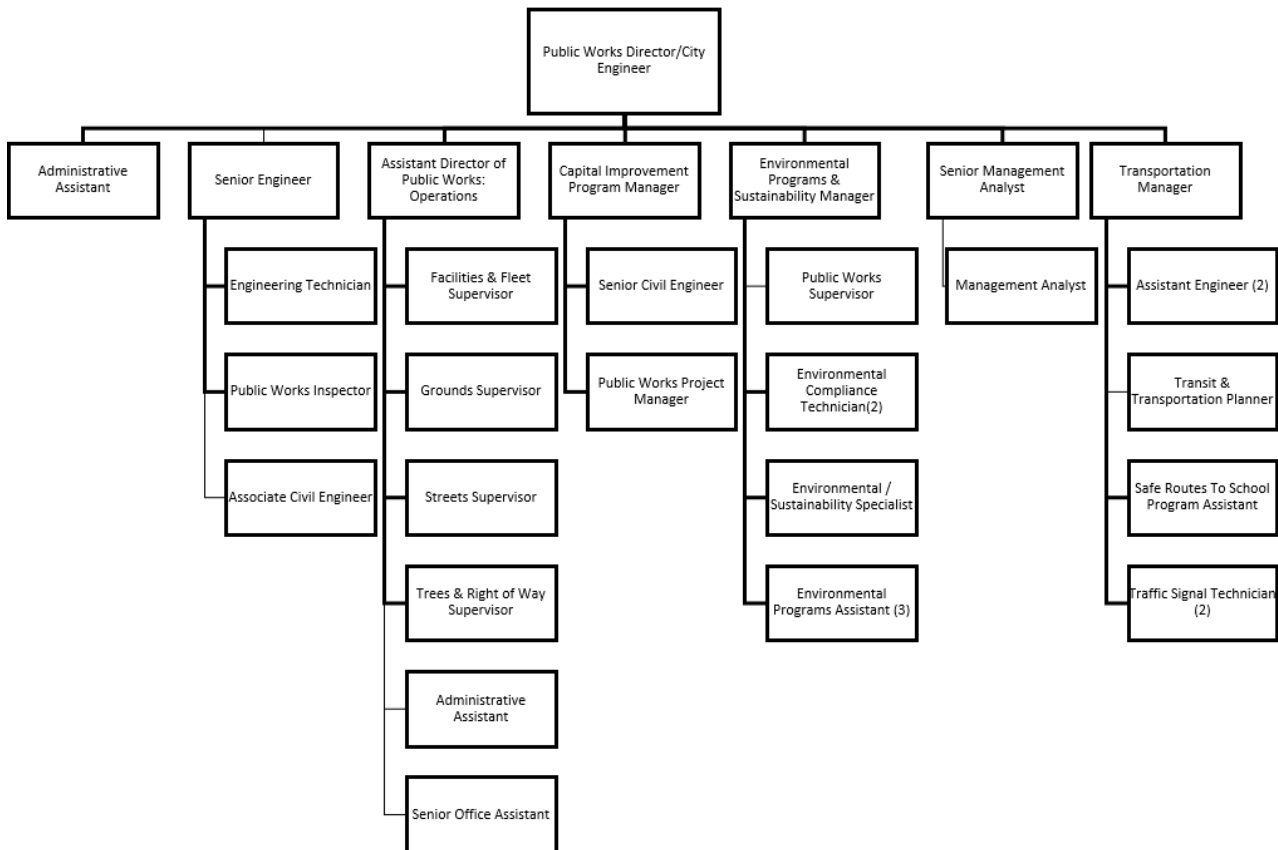 Public Works Director/City
Engineer
Administrative
Assistant
Senior Engineer
Assistant Director of
Public Works:
Operations
Capital Improvement
Program Manager
Environmental
Programs &
Sustainability Manager
Senior Management
Analyst
Transportation
Manager
Engineering Technician
Public Works Inspector
Associate Civil Engineer
Facilities & Fleet
Supervisor
Grounds Supervisor
Streets Supervisor
Trees & Right of Way
Supervisor
Administrative
Assistant
Senior Office Assistant
Senior Civil Engineer
Public Works Project
Manager
Public Works
Supervisor
Environmental
Compliance
Technician(2)
Environmental /
Sustainability Specialist
Environmental
Programs Assistant (3)
Management Analyst
Assistant Engineer (2)
Transit &
Transportation Planner
Safe Routes To School
Program Assistant
Traffic Signal Technician
(2)